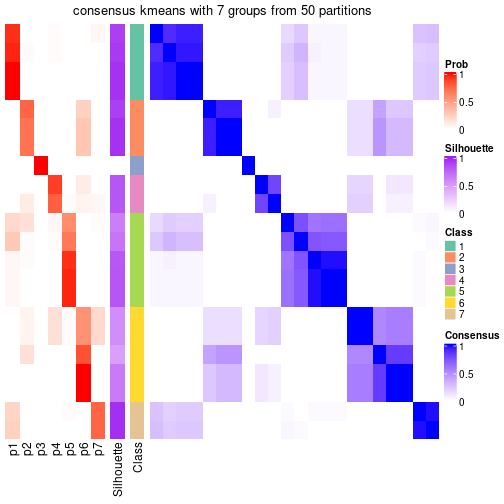 consensus kmeans with 7 groups from 50 partitions
Prob
1
0.5
0
Silhouette
1
0.5
0
Class
1
2
3
4
5
6
7
Consensus
1
0.5
0
p1
p2
p3
p4
p5
p6
p7
Silhouette
Class